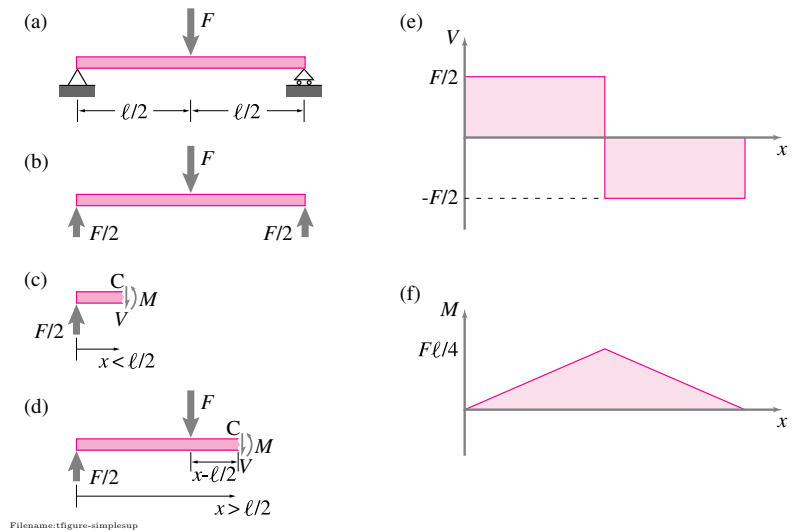 (a)
F
ℓ/2
ℓ/2
(b)
F
F/2
F/2
(c)
C
M
V
F/2
x<ℓ/2
(d)
F
C
M
V
F/2
x-ℓ/2
x>ℓ/2
(e)
V
F/2
x
-F/2
(f)
M
Fℓ/4
x
Filename:tfigure-simplesup